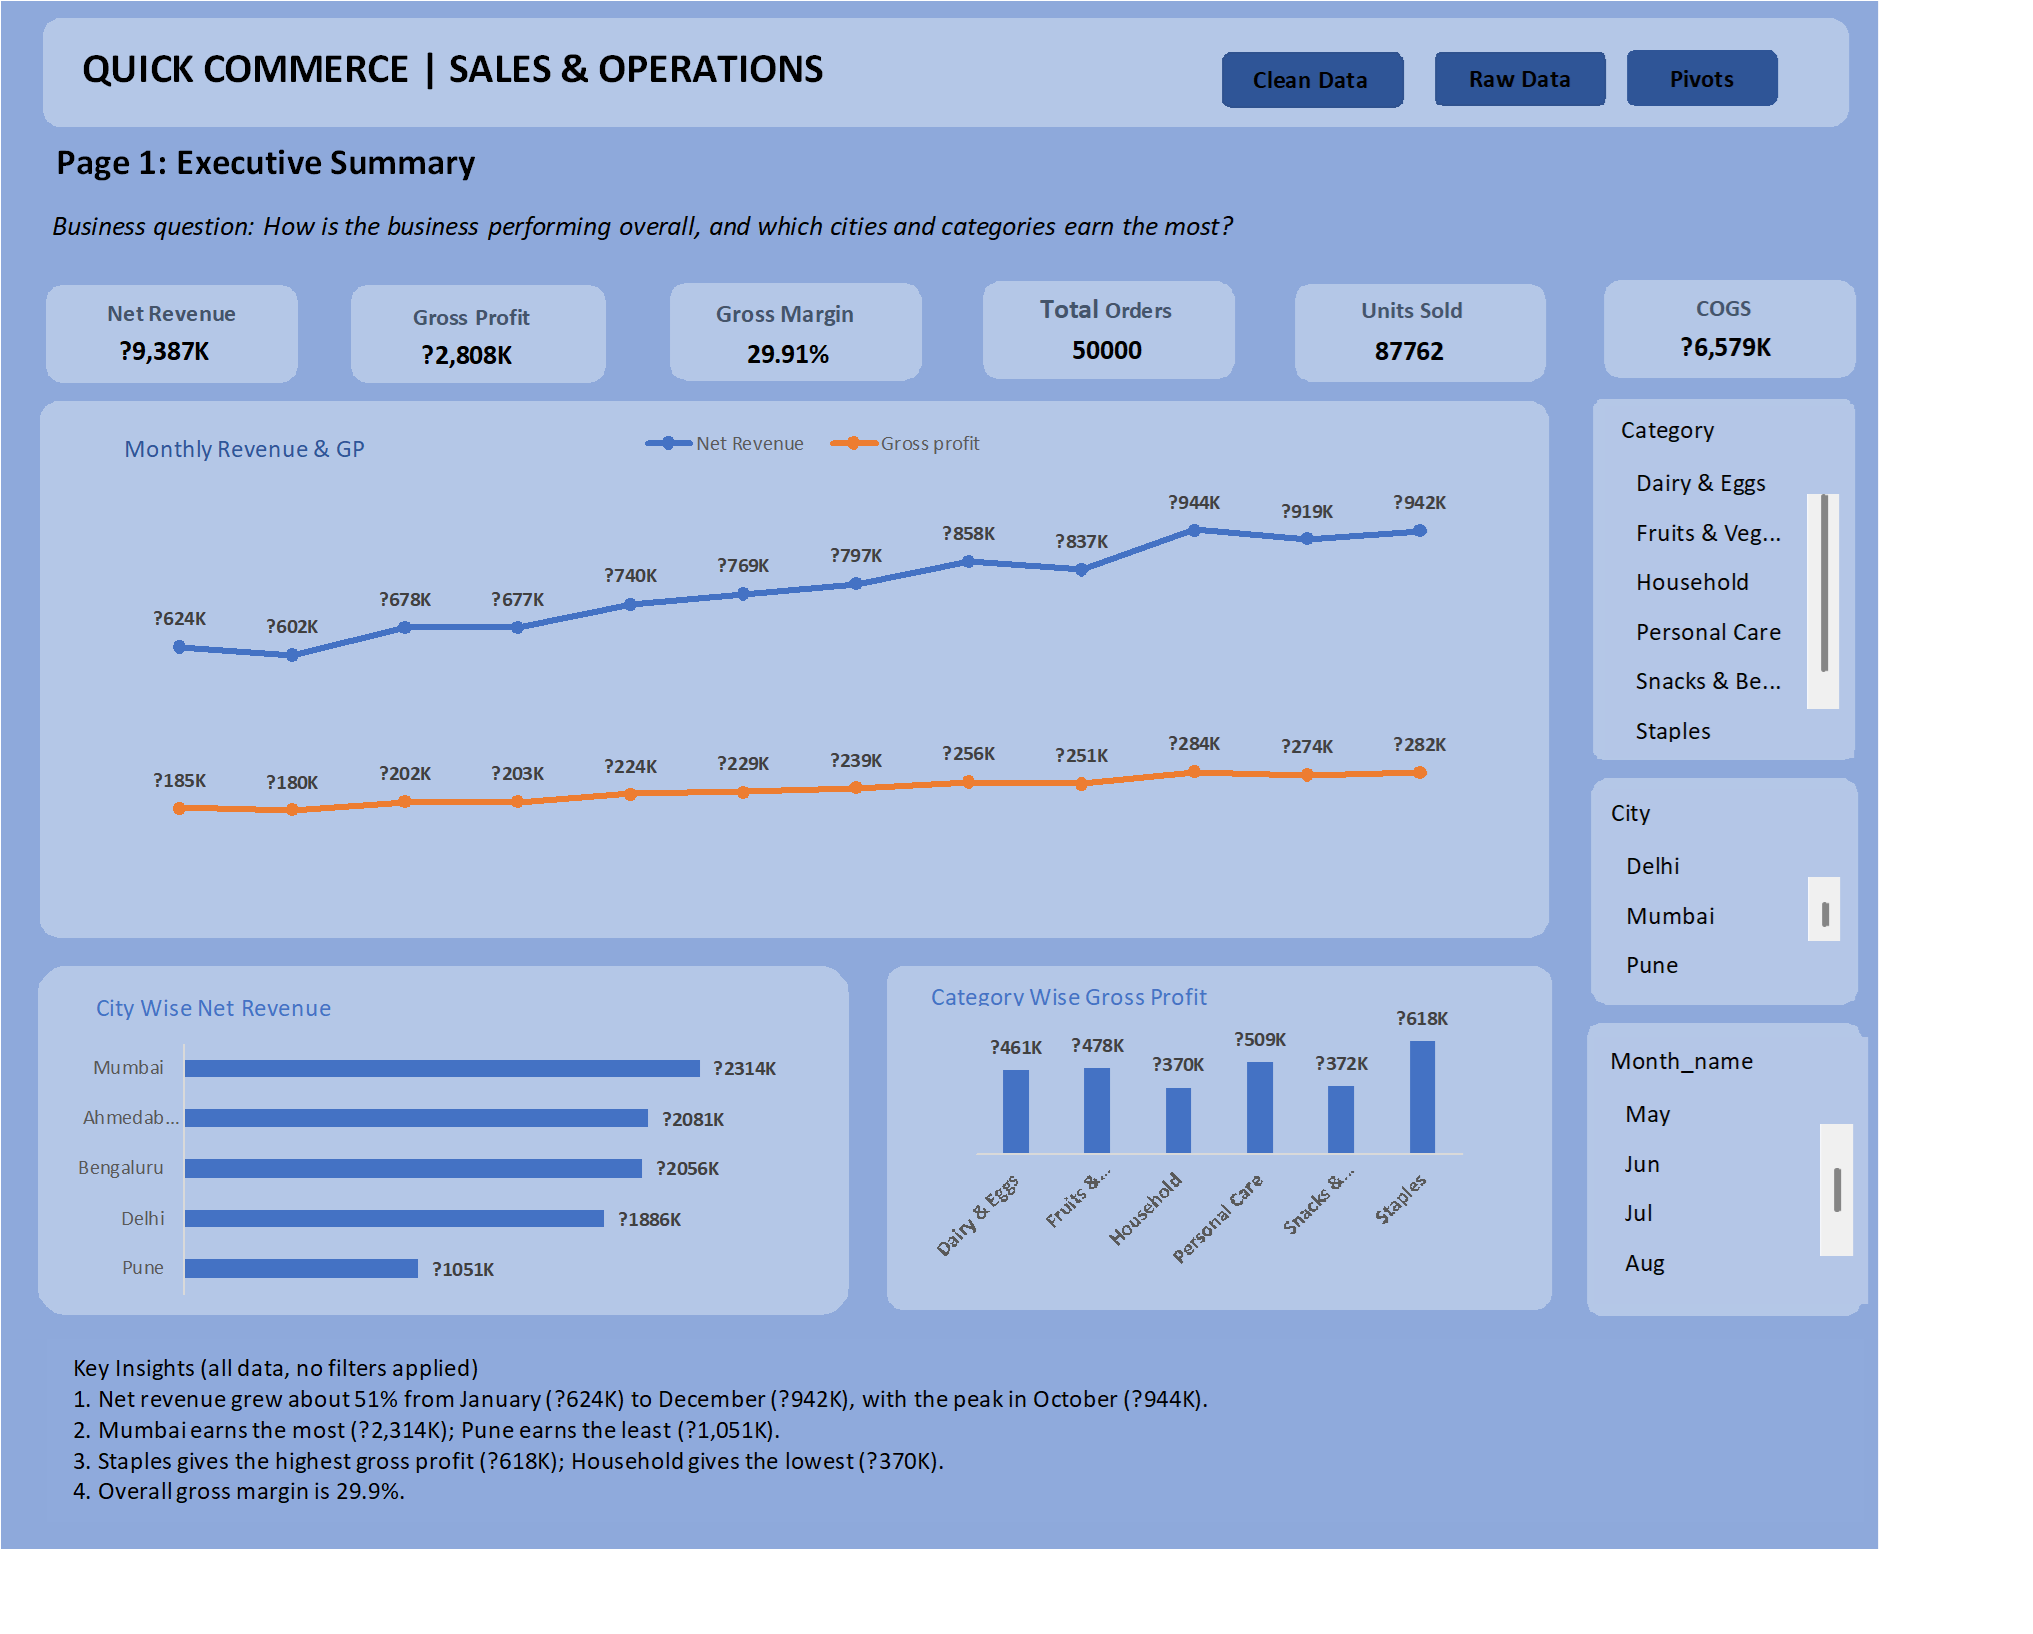 QUICK COMMERCE | SALES & OPERATIONS
Clean Data
Raw Data
Pivots
Page 1: Executive Summary
Business question: How is the business performing overall, and which cities and categories earn the most?
Net Revenue
?9,387K
Gross Profit
?2,808K
Gross Margin
29.91%
Total Orders
50000
Units Sold
87762
COGS
?6,579K
Monthly Revenue & GP
Net Revenue
Gross profit
?624K
?602K
?678K
?677K
?740K
?769K
?797K
?858K
?837K
?944K
?919K
?942K
?185K
?180K
?202K
?203K
?224K
?229K
?239K
?256K
?251K
?284K
?274K
?282K
Category
Dairy & Eggs
Fruits & Veg...
Household
Personal Care
Snacks & Be...
Staples
City
Delhi
Mumbai
Pune
Month_name
May
Jun
Jul
Aug
City Wise Net Revenue
Mumbai ?2314K
Ahmedab... ?2081K
Bengaluru ?2056K
Delhi ?1886K
Pune ?1051K
Category Wise Gross Profit
?461K
?478K
?370K
?509K
?372K
?618K
Dairy & Eggs
Fruits &...
Household
Personal Care
Snacks &...
Staples
Key Insights (all data, no filters applied)
1. Net revenue grew about 51% from January (?624K) to December (?942K), with the peak in October (?944K).
2. Mumbai earns the most (?2,314K); Pune earns the least (?1,051K).
3. Staples gives the highest gross profit (?618K); Household gives the lowest (?370K).
4. Overall gross margin is 29.9%.